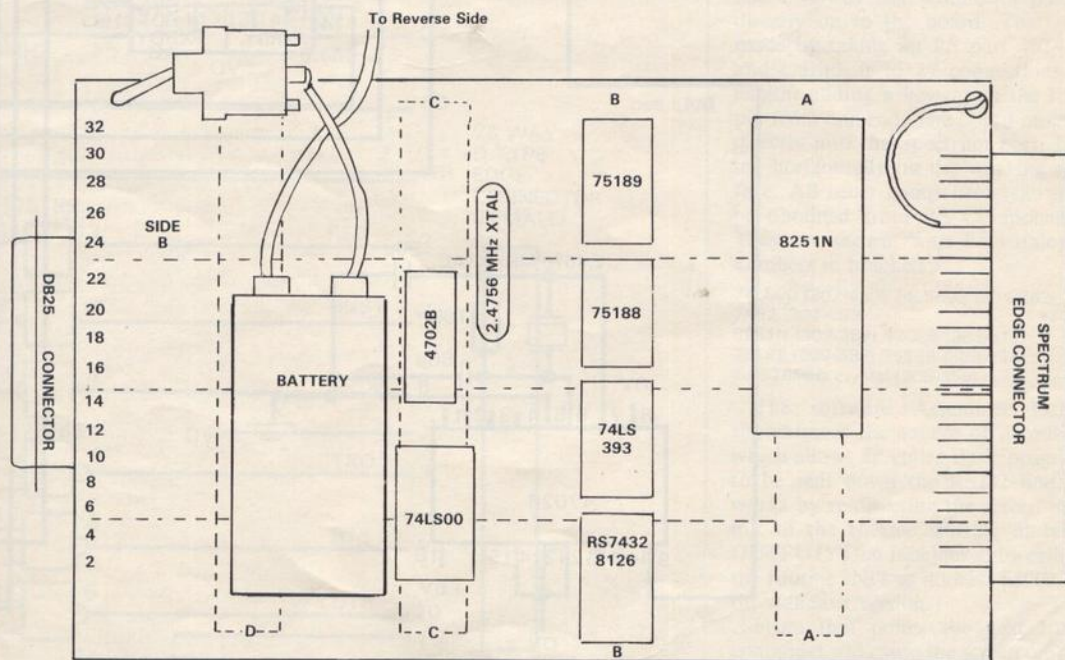 To Reverse Side
C
B
A
32
30
28
26
24
22
20
18
16
14
12
10
8
6
4
2
SIDE
B
DB25 CONNECTOR
BATTERY
4702B
2.4756 MHz XTAL
74LS00
75189
75188
74LS
393
RS7432
8126
8251N
SPECTRUM
EDGE CONNECTOR
D
C
B
A